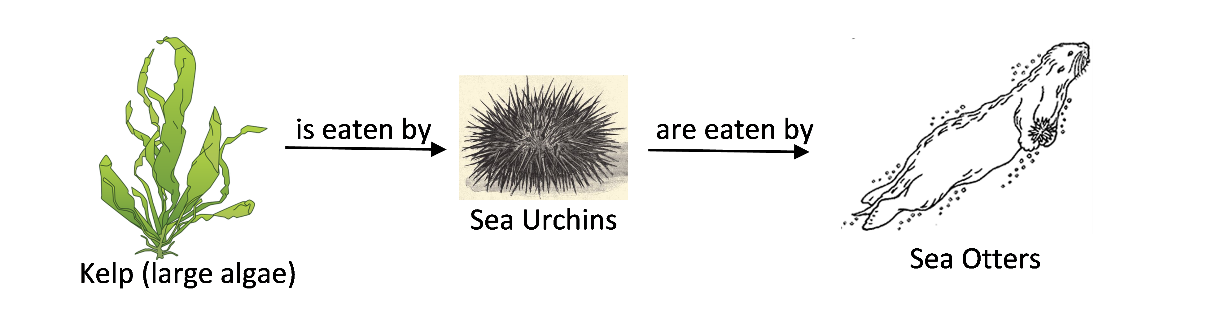 is eaten by
are eaten by
Kelp (large algae)
Sea Urchins
Sea Otters